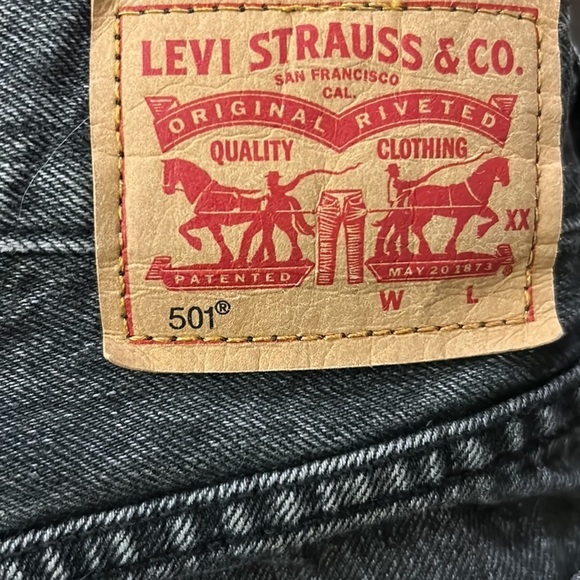 LEVI STRAUSS & CO.
SAN FRANCISCO
CAL.
ORIGINAL RIVETED
QUALITY CLOTHING
XX
PATENTED MAY 20 1873
W L
501®